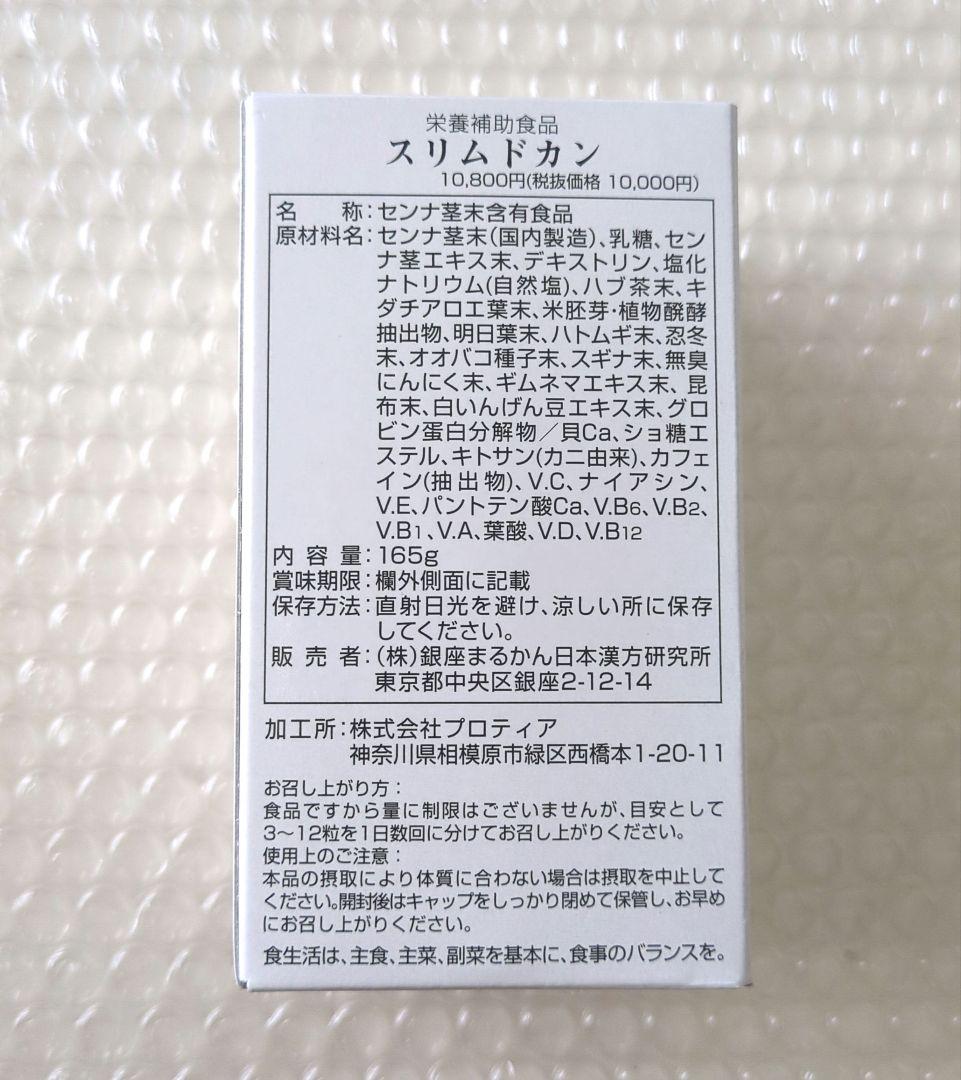 栄養補助食品
スリムドカン
10,800円(税抜価格 10,000円)
名　　称：センナ茎末含有食品
原材料名：センナ茎末(国内製造)、乳糖、セン
ナ茎エキス末、デキストリン、塩化
ナトリウム(自然塩)、ハブ茶末、キ
ダチアロエ葉末、米胚芽・植物醗酵
抽出物、明日葉末、ハトムギ末、忍冬
末、オオバコ種子末、スギナ末、無臭
にんにく末、ギムネマエキス末、昆
布末、白いんげん豆エキス末、グロ
ビン蛋白分解物／貝Ca、ショ糖エ
ステル、キトサン(カニ由来)、カフェ
イン(抽出物)、V.C、ナイアシン、
V.E、パントテン酸Ca、V.B6、V.B2、
V.B1、V.A、葉酸、V.D、V.B12
内 容 量：165g
賞味期限：欄外側面に記載
保存方法：直射日光を避け、涼しい所に保存
してください。
販 売 者：(株)銀座まるかん日本漢方研究所
東京都中央区銀座2-12-14
加工所：株式会社プロティア
神奈川県相模原市緑区西橋本1-20-11
お召し上がり方：
食品ですから量に制限はございませんが、目安として
3～12粒を1日数回に分けてお召し上がりください。
使用上のご注意：
本品の摂取により体質に合わない場合は摂取を中止して
ください。開封後はキャップをしっかり閉めて保管し、お早め
にお召し上がりください。
食生活は、主食、主菜、副菜を基本に、食事のバランスを。